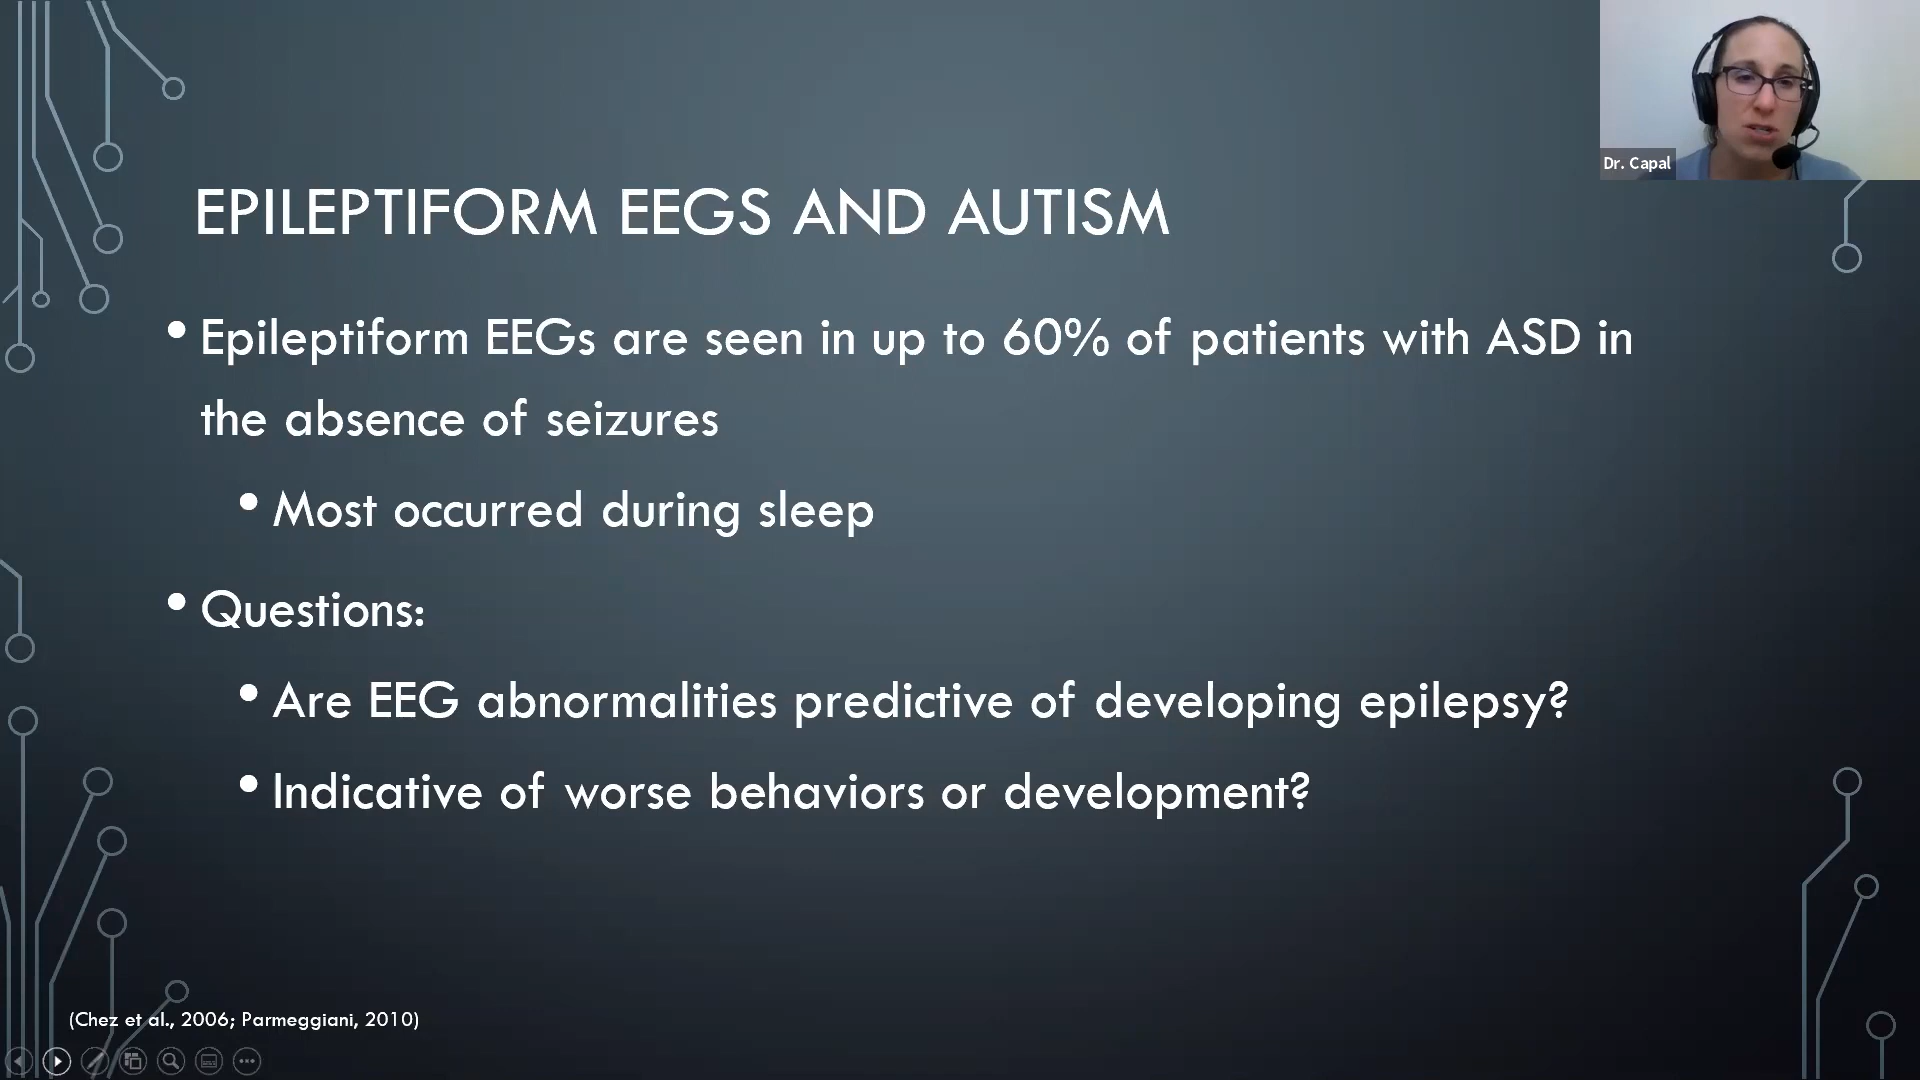 Dr. Capal
EPILEPTIFORM EEGS AND AUTISM
• Epileptiform EEGs are seen in up to 60% of patients with ASD in
the absence of seizures
• Most occurred during sleep
• Questions:
• Are EEG abnormalities predictive of developing epilepsy?
• Indicative of worse behaviors or development?
(Chez et al., 2006; Parmeggiani, 2010)